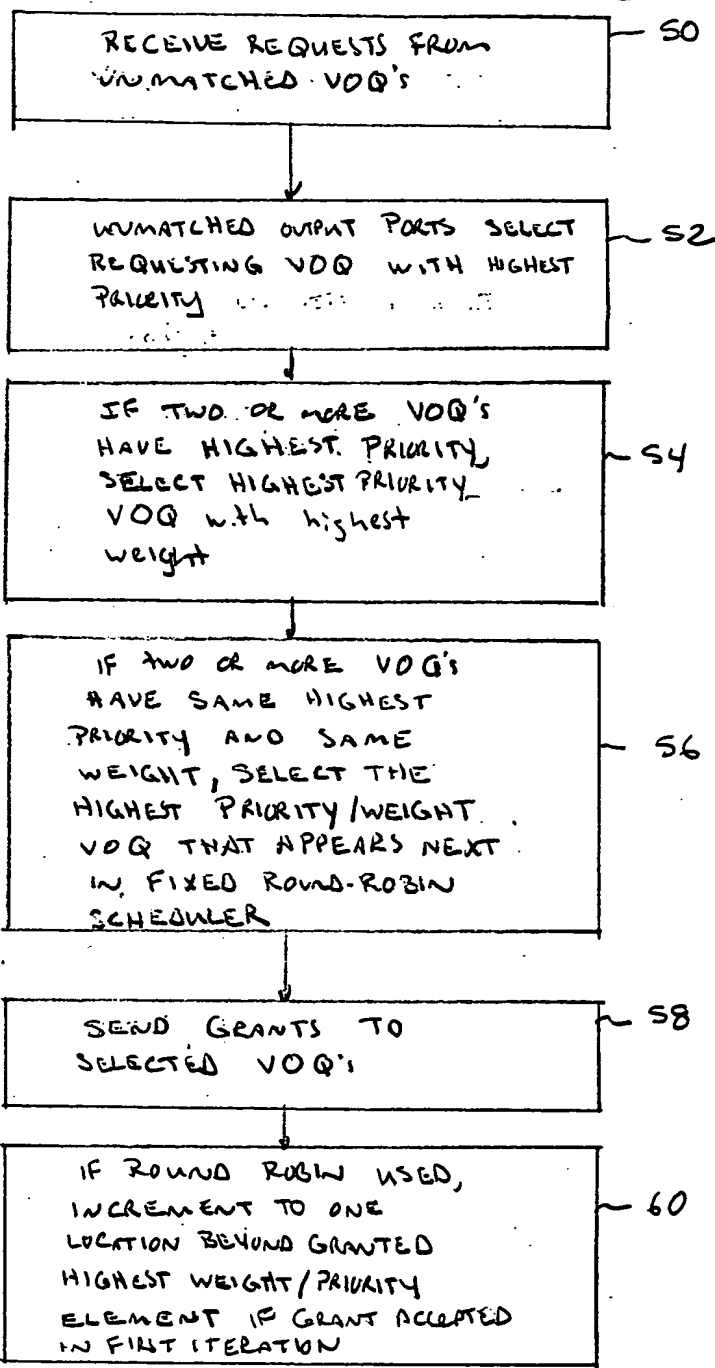 RECEIVE REQUESTS FROM
UNMATCHED VOQ's
50
UNMATCHED OUTPUT PORTS SELECT
REQUESTING VOQ WITH HIGHEST
PRIORITY
52
IF TWO OR MORE VOQ's
HAVE HIGHEST PRIORITY,
SELECT HIGHEST PRIORITY
VOQ with highest
weight
54
IF TWO OR MORE VOQ's
HAVE SAME HIGHEST
PRIORITY AND SAME
WEIGHT, SELECT THE
HIGHEST PRIORITY/WEIGHT
VOQ THAT APPEARS NEXT
IN FIXED ROUND-ROBIN
SCHEDULER
56
SEND GRANTS TO
SELECTED VOQ's
58
IF ROUND ROBIN USED,
INCREMENT TO ONE
LOCATION BEYOND GRANTED
HIGHEST WEIGHT/PRIORITY
ELEMENT IF GRANT ACCEPTED
IN FIRST ITERATION
60